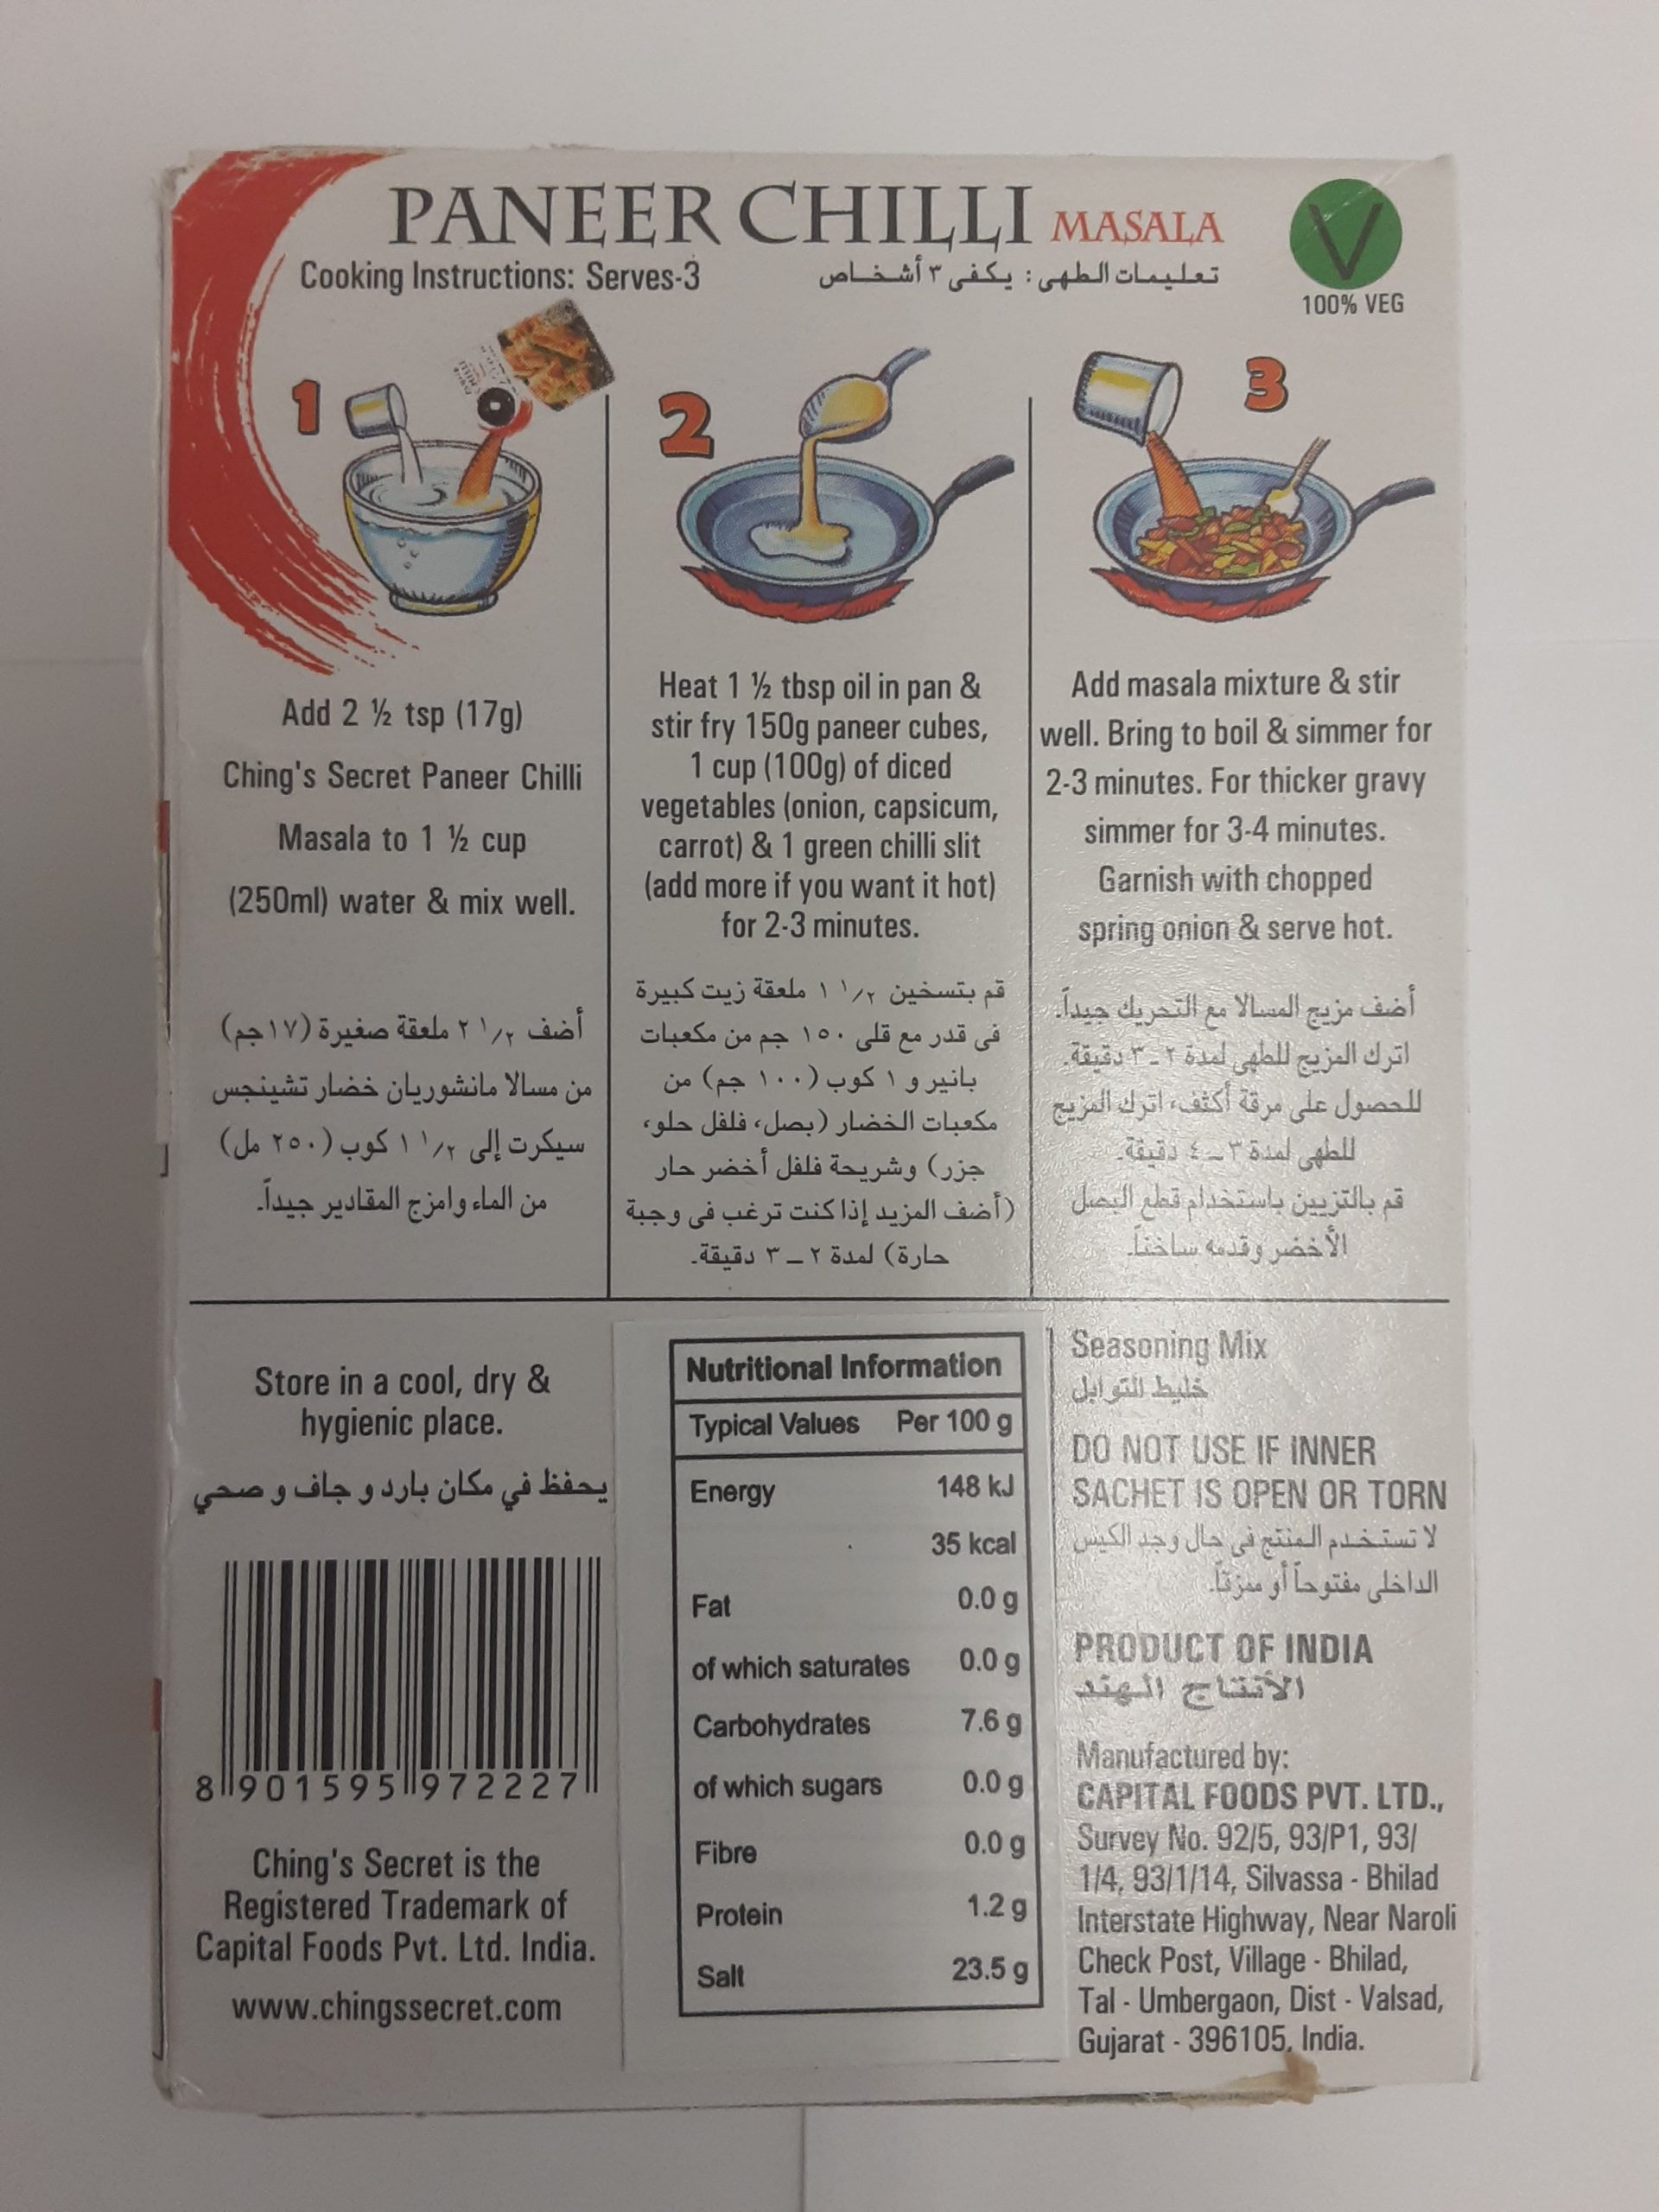 PANEER CHILLI MASALA
Cooking Instructions: Serves-3
تعليمات الطهى: يكفى ٣ أشخاص
V
100% VEG
1
Add 2 ½ tsp (17g)
Ching's Secret Paneer Chilli
Masala to 1 ½ cup
(250ml) water & mix well.
أضف ١/٢ ٢ ملعقة صغيرة (١٧جم)
من مسالا مانشوريان خضار تشينجس
سيكرت إلى ١/٢ ١ كوب (٢٥٠ مل)
من الماء وامزج المقادير جيداً.
2
Heat 1 ½ tbsp oil in pan &
stir fry 150g paneer cubes,
1 cup (100g) of diced
vegetables (onion, capsicum,
carrot) & 1 green chilli slit
(add more if you want it hot)
for 2-3 minutes.
قم بتسخين ١/٢ ١ ملعقة زيت كبيرة
فى قدر مع قلى ١٥٠ جم من مكعبات
بانير و ١ كوب (١٠٠ جم) من
مكعبات الخضار (بصل، فلفل حلو،
جزر) وشريحة فلفل أخضر حار
(أضف المزيد إذا كنت ترغب فى وجبة
حارة) لمدة ٢ – ٣ دقيقة.
3
Add masala mixture & stir
well. Bring to boil & simmer for
2-3 minutes. For thicker gravy
simmer for 3-4 minutes.
Garnish with chopped
spring onion & serve hot.
أضف مزيج المسالا مع التحريك جيداً.
اترك المزيج للطهى لمدة ٢ – ٣ دقيقة.
للحصول على مرقة أكثف، اترك المزيج
للطهى لمدة ٣ – ٤ دقيقة.
قم بالتزيين باستخدام قطع البصل
الأخضر وقدمه ساخناً.
Store in a cool, dry &
hygienic place.
يحفظ في مكان بارد و جاف و صحي
8 901595 972227
Ching's Secret is the
Registered Trademark of
Capital Foods Pvt. Ltd. India.
www.chingssecret.com
Nutritional Information
Typical Values Per 100 g
Energy 148 kJ
35 kcal
Fat 0.0 g
of which saturates 0.0 g
Carbohydrates 7.6 g
of which sugars 0.0 g
Fibre 0.0 g
Protein 1.2 g
Salt 23.5 g
Seasoning Mix
خليط التوابل
DO NOT USE IF INNER
SACHET IS OPEN OR TORN
لا تستخدم المنتج فى حال وجد الكيس
الداخلى مفتوحاً أو ممزقاً.
PRODUCT OF INDIA
الأنتاج الهند
Manufactured by:
CAPITAL FOODS PVT. LTD.,
Survey No. 92/5, 93/P1, 93/
1/4, 93/1/14, Silvassa - Bhilad
Interstate Highway, Near Naroli
Check Post, Village - Bhilad,
Tal - Umbergaon, Dist - Valsad,
Gujarat - 396105, India.